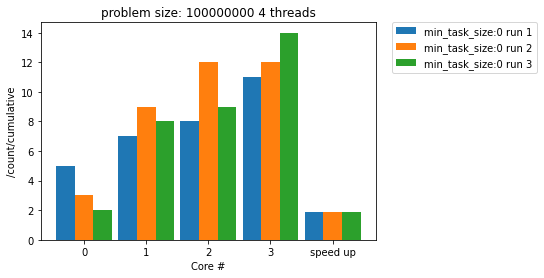 problem size: 100000000 4 threads
min_task_size:0 run 1
min_task_size:0 run 2
min_task_size:0 run 3
/count/cumulative
14
12
10
8
6
4
2
0
0 1 2 3 speed up
Core #